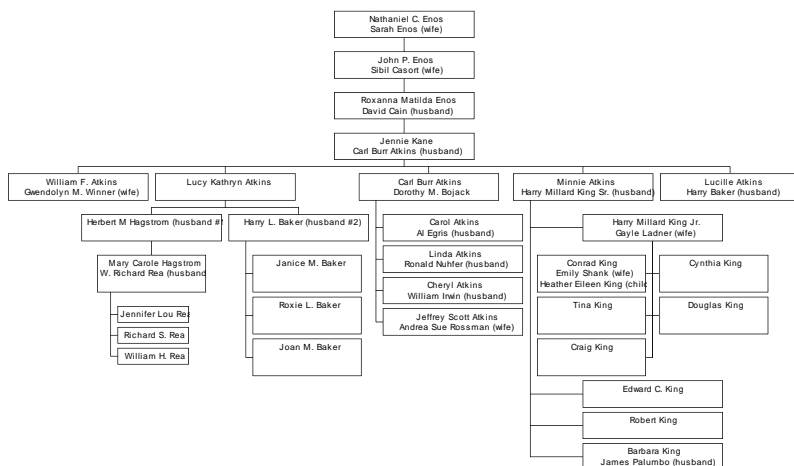 Nathaniel C. Enos
Sarah Enos (wife)
John P. Enos
Sibil Casort (wife)
Roxanna Matilda Enos
David Cain (husband)
Jennie Kane
Carl Burr Atkins (husband)
William F. Atkins
Gwendolyn M. Winner (wife)
Lucy Kathryn Atkins
Carl Burr Atkins
Dorothy M. Bojack
Minnie Atkins
Harry Millard King Sr. (husband)
Lucille Atkins
Harry Baker (husband)
Herbert M Hagstrom (husband #1
Harry L. Baker (husband #2)
Mary Carole Hagstrom
W. Richard Rea (husband
Jennifer Lou Rea
Richard S. Rea
William H. Rea
Janice M. Baker
Roxie L. Baker
Joan M. Baker
Carol Atkins
Al Egris (husband)
Linda Atkins
Ronald Nuhfer (husband)
Cheryl Atkins
William Irwin (husband)
Jeffrey Scott Atkins
Andrea Sue Rossman (wife)
Harry Millard King Jr.
Gayle Ladner (wife)
Conrad King
Emily Shank (wife)
Heather Eileen King (chilc
Cynthia King
Tina King
Douglas King
Craig King
Edward C. King
Robert King
Barbara King
James Palumbo (husband)